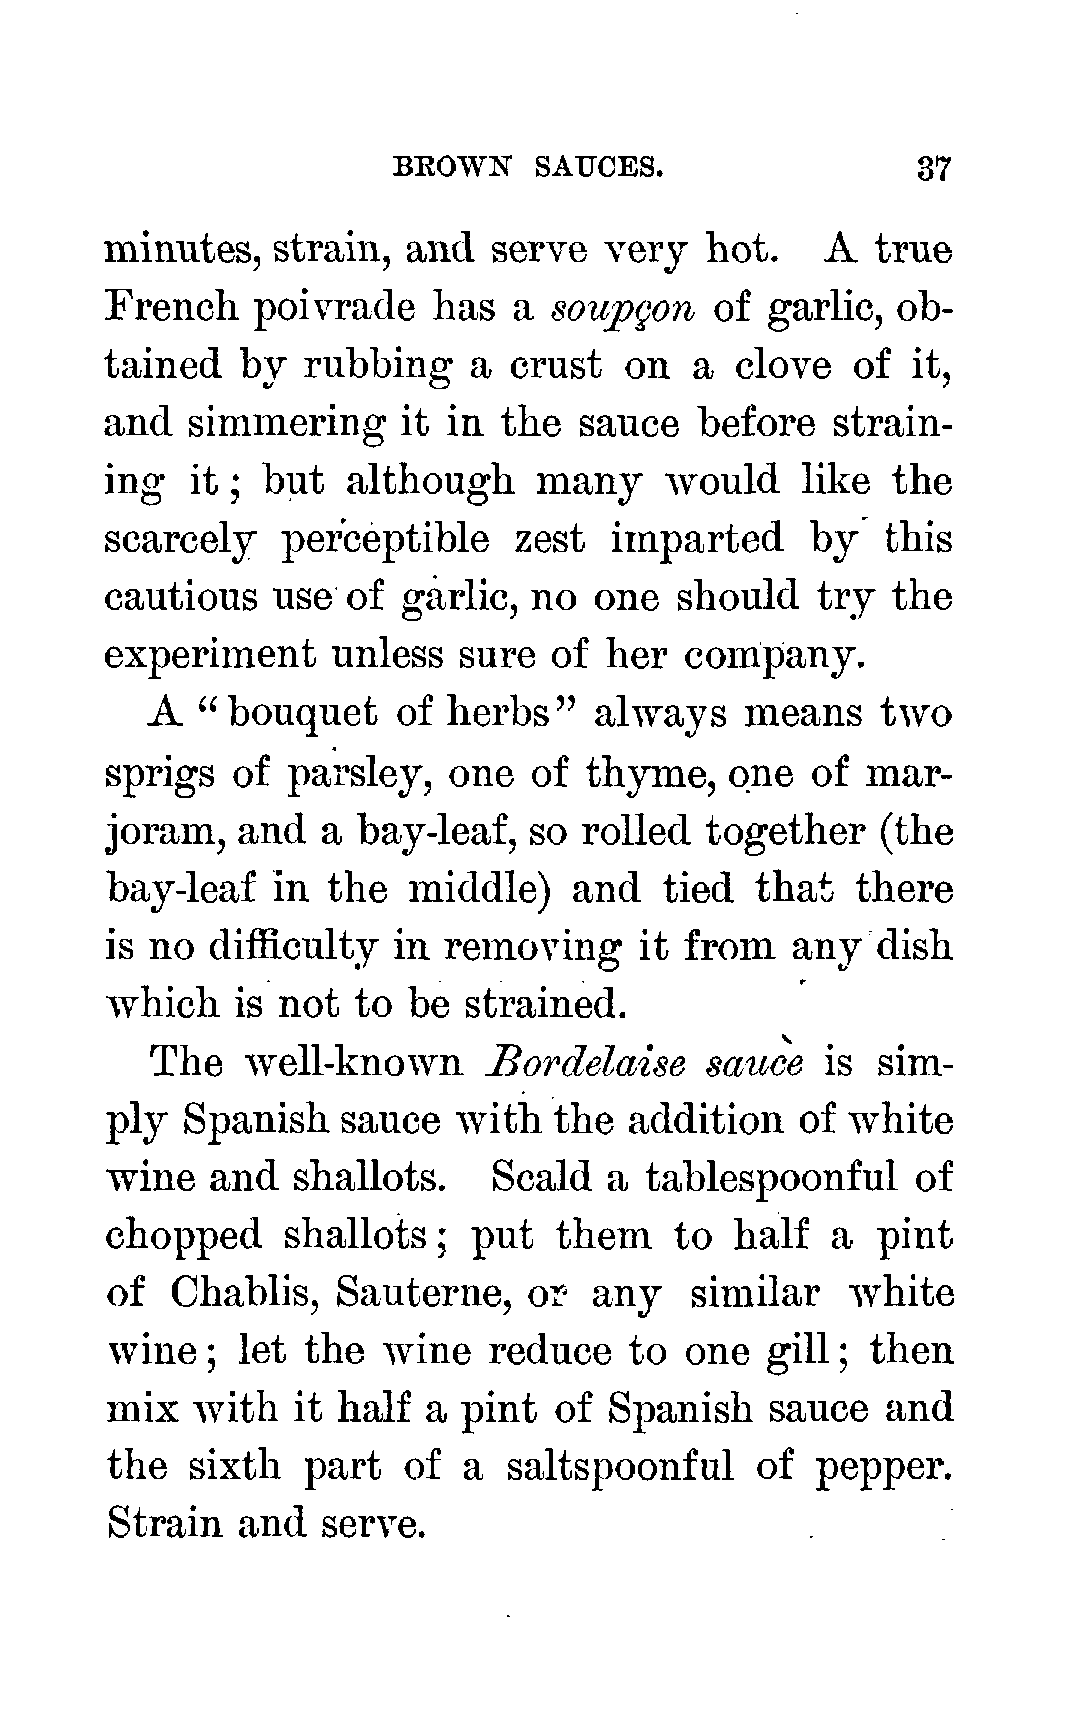 BROWN SAUCES. 37
minutes, strain, and serve very hot. A true
French poivrade has a soupçon of garlic, ob-
tained by rubbing a crust on a clove of it,
and simmering it in the sauce before strain-
ing it; but although many would like the
scarcely perceptible zest imparted by this
cautious use of garlic, no one should try the
experiment unless sure of her company.
A “bouquet of herbs” always means two
sprigs of parsley, one of thyme, one of mar-
joram, and a bay-leaf, so rolled together (the
bay-leaf in the middle) and tied that there
is no difficulty in removing it from any dish
which is not to be strained.
The well-known Bordelaise sauce is sim-
ply Spanish sauce with the addition of white
wine and shallots. Scald a tablespoonful of
chopped shallots; put them to half a pint
of Chablis, Sauterne, or any similar white
wine; let the wine reduce to one gill; then
mix with it half a pint of Spanish sauce and
the sixth part of a saltspoonful of pepper.
Strain and serve.